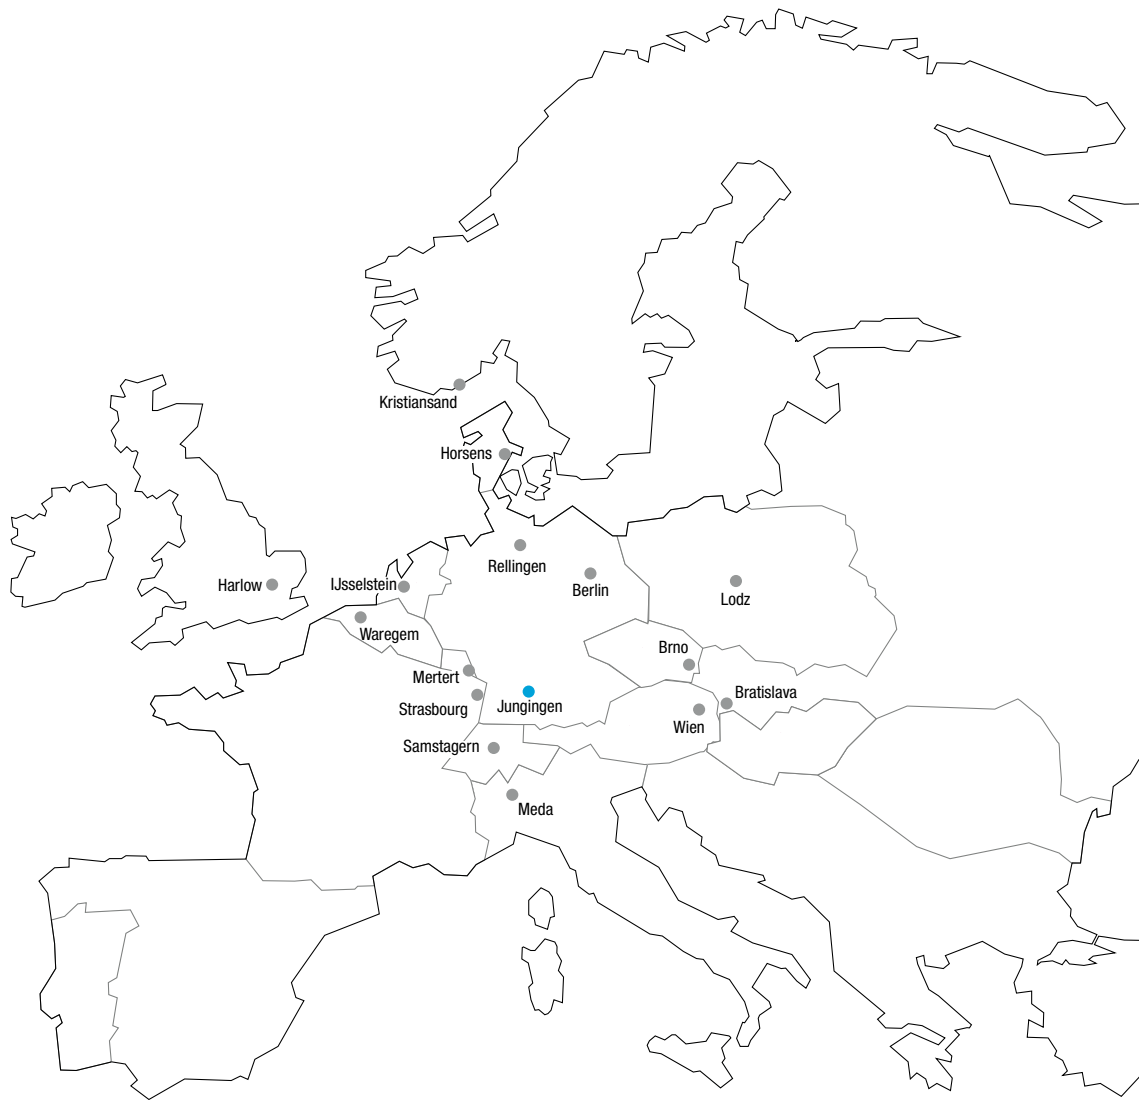 Kristiansand
Horsens
Rellingen
Harlow
IJsselstein
Berlin
Lodz
Waregem
Brno
Mertert
Bratislava
Strasbourg
Jungingen
Wien
Samstagern
Meda